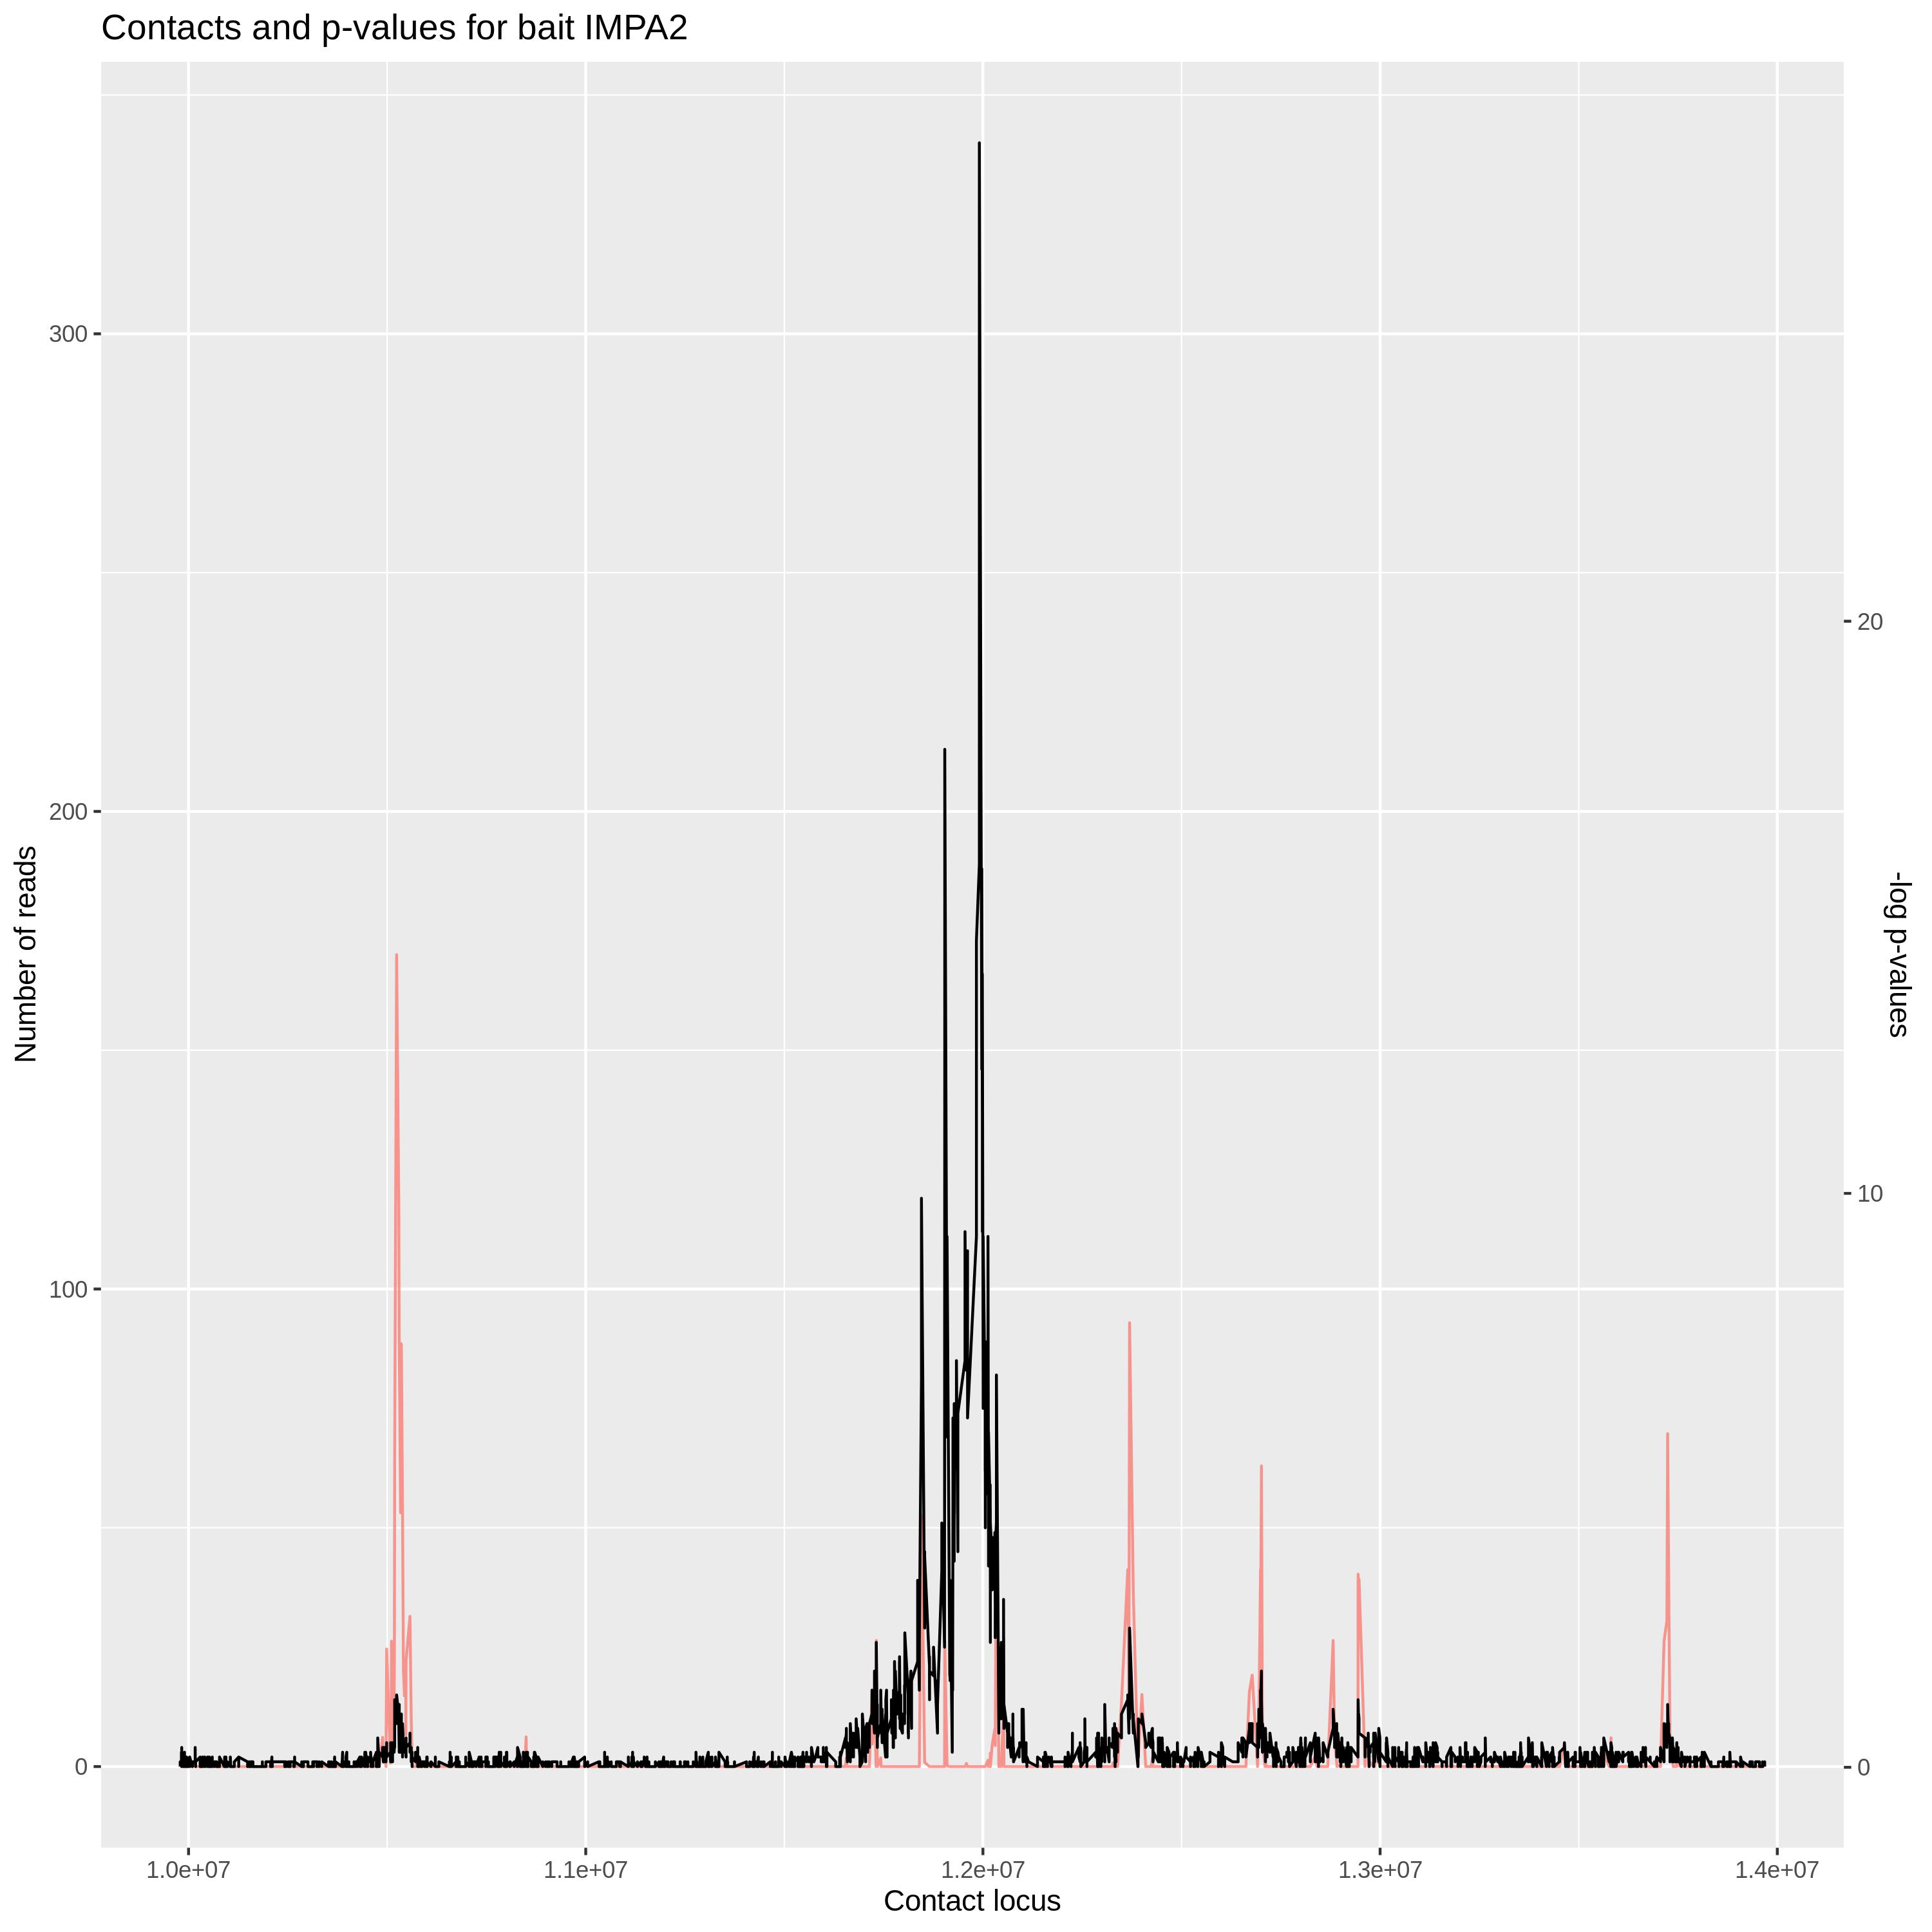 Contacts and p-values for bait IMPA2
Number of reads
300
200
100
0
-log p-values
20
10
0
1.0e+07 1.1e+07 1.2e+07 1.3e+07 1.4e+07
Contact locus